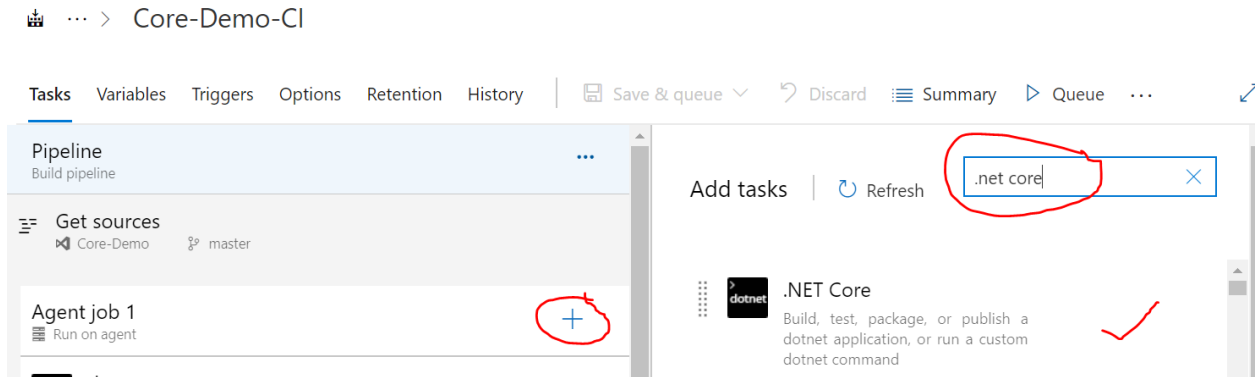 ··· > Core-Demo-CI
Tasks Variables Triggers Options Retention History Save & queue Discard Summary Queue ···
Pipeline
Build pipeline
Get sources
Core-Demo master
Agent job 1
Run on agent
Add tasks Refresh .net core
dotnet
.NET Core
Build, test, package, or publish a
dotnet application, or run a custom
dotnet command